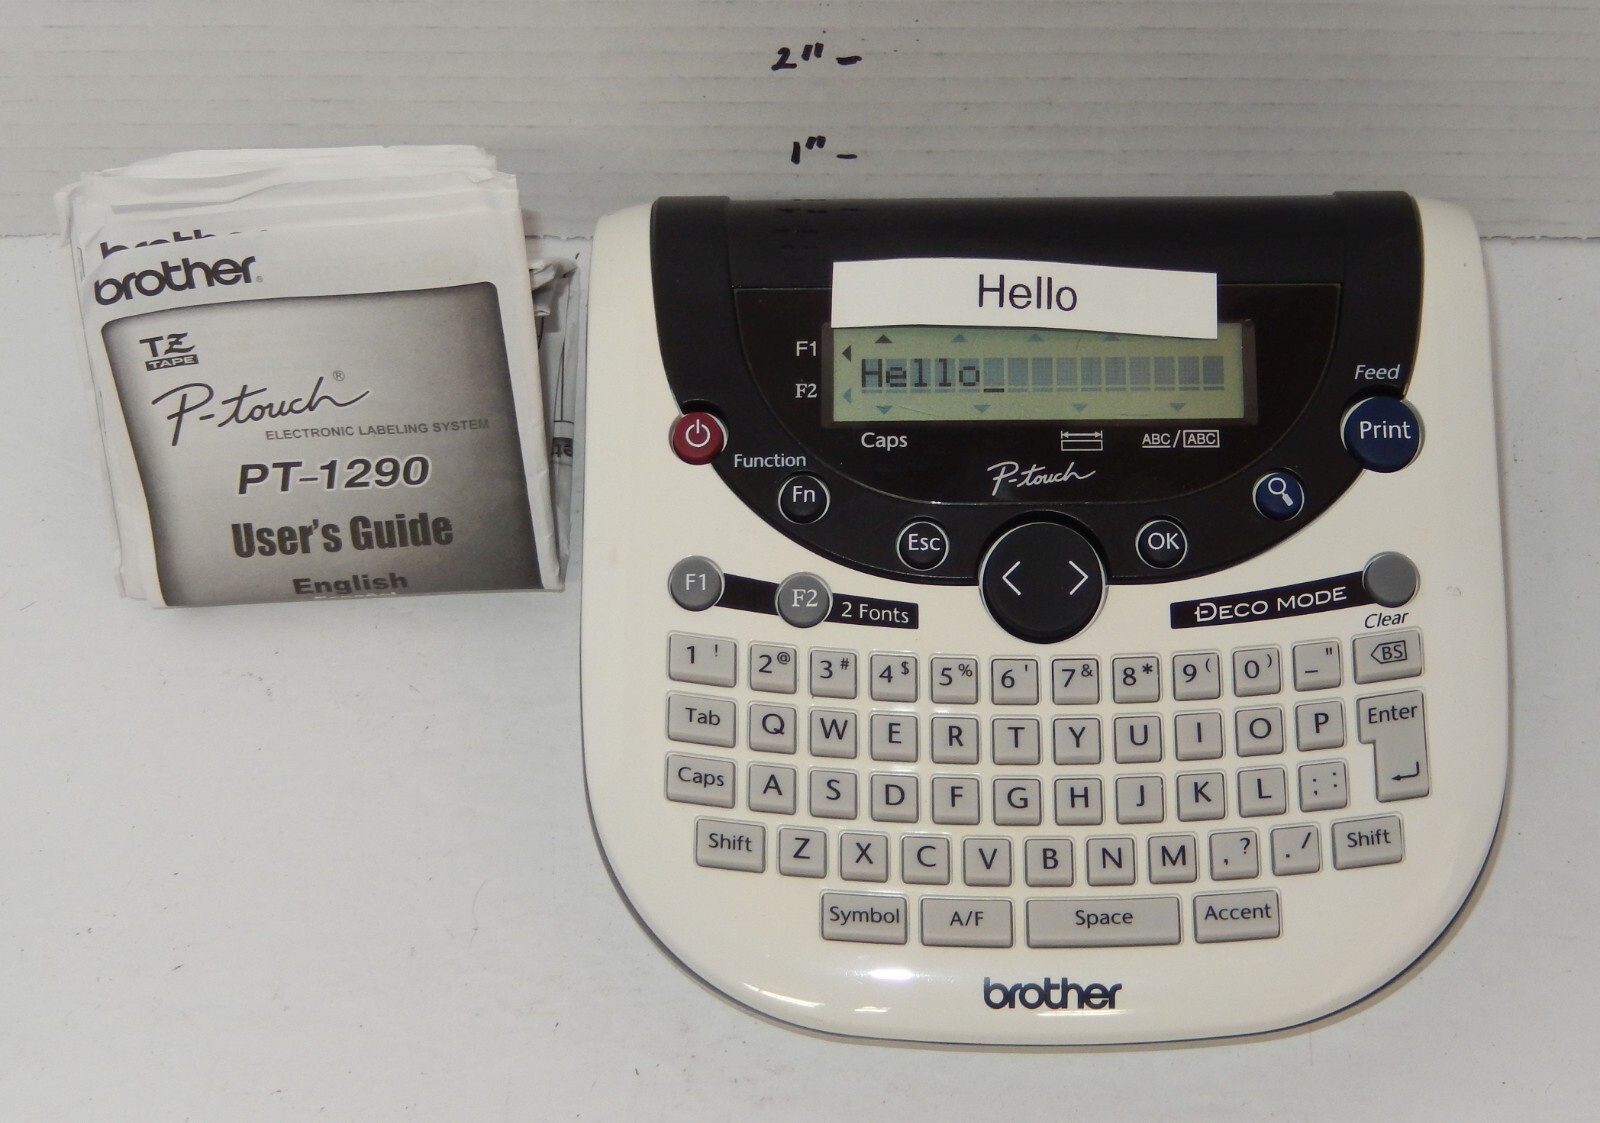 2" -
1" -
brother
brother®
TZ
TAPE
P-touch®
ELECTRONIC LABELING SYSTEM
PT-1290
User's Guide
English
Hello
F1
F2
Hello_
Feed
Print
Caps
ABC/ABC
P-touch
Function
Fn
Esc
OK
F1
F2
2 Fonts
DECO MODE
Clear
1 ! 2 @ 3 # 4 $ 5 % 6 ' 7 & 8 * 9 ( 0 ) _ " BS
Tab Q W E R T Y U I O P Enter
Caps A S D F G H J K L ; :
Shift Z X C V B N M , ? . / Shift
Symbol A/F Space Accent
brother